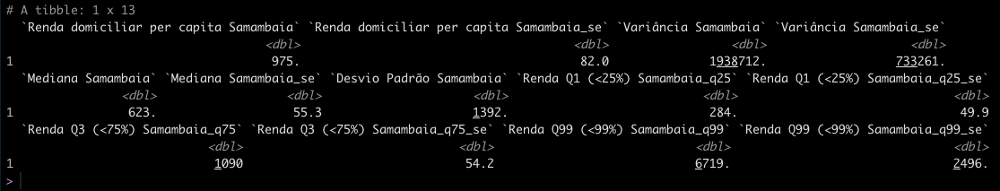 # A tibble: 1 x 13
`Renda domiciliar per capita Samambaia` `Renda domiciliar per capita Samambaia_se` `Variância Samambaia` `Variância Samambaia_se`
<dbl> <dbl> <dbl> <dbl>
1 975. 82.0 1938712. 733261.
`Mediana Samambaia` `Mediana Samambaia_se` `Desvio Padrão Samambaia` `Renda Q1 (<25%) Samambaia_q25` `Renda Q1 (<25%) Samambaia_q25_se`
<dbl> <dbl> <dbl> <dbl> <dbl>
1 623. 55.3 1392. 284. 49.9
`Renda Q3 (<75%) Samambaia_q75` `Renda Q3 (<75%) Samambaia_q75_se` `Renda Q99 (<99%) Samambaia_q99` `Renda Q99 (<99%) Samambaia_q99_se`
<dbl> <dbl> <dbl> <dbl>
1 1090 54.2 6719. 2496.
>